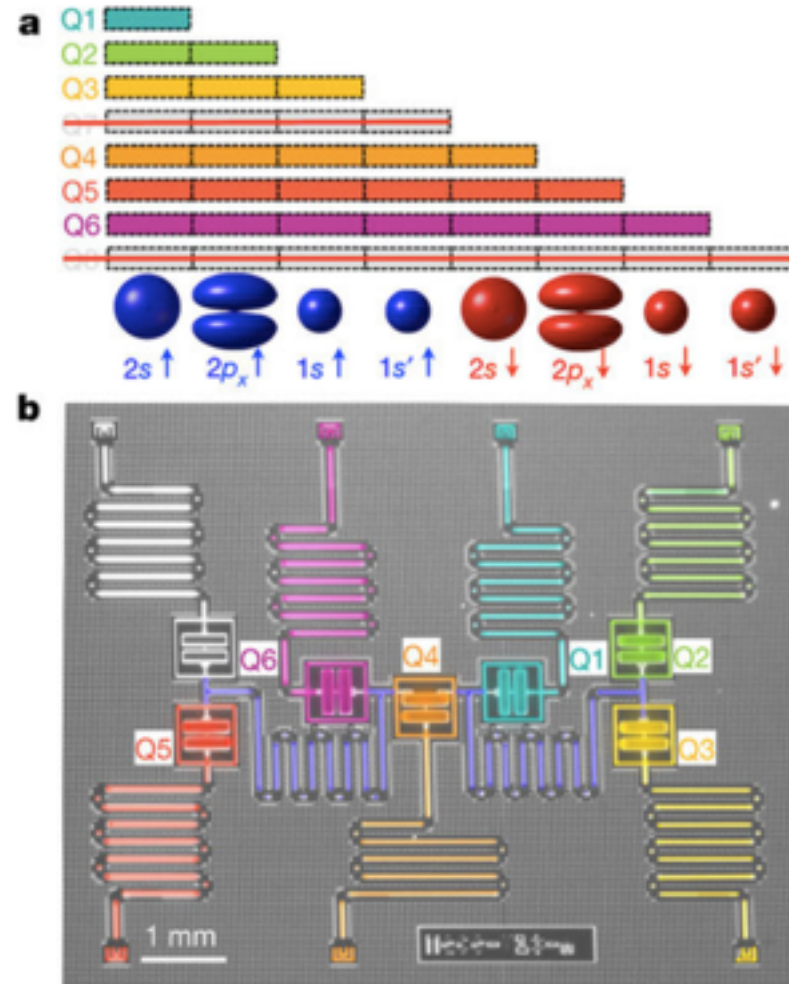 a
Q1
Q2
Q3
Q7
Q4
Q5
Q6
2s ↑ 2pₓ ↑ 1s ↑ 1s′ ↑ 2s ↓ 2pₓ ↓ 1s ↓ 1s′ ↓
b
Q6 Q4 Q1 Q2
Q5 Q3
1 mm